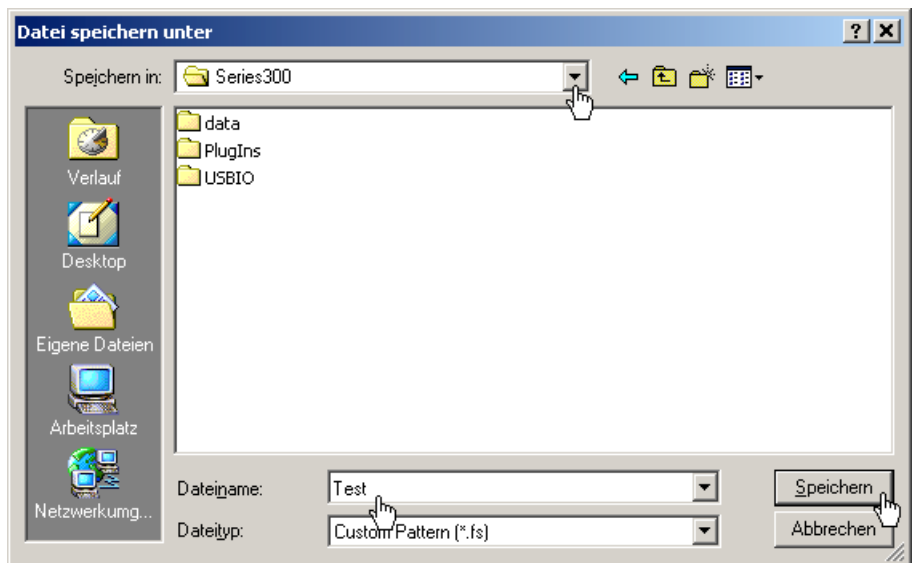 Datei speichern unter
Speichern in: Series300
data
PlugIns
USBIO
Verlauf
Desktop
Eigene Dateien
Arbeitsplatz
Netzwerkumg...
Dateiname: Test Speichern
Dateityp: Custom Pattern (*.fs) Abbrechen